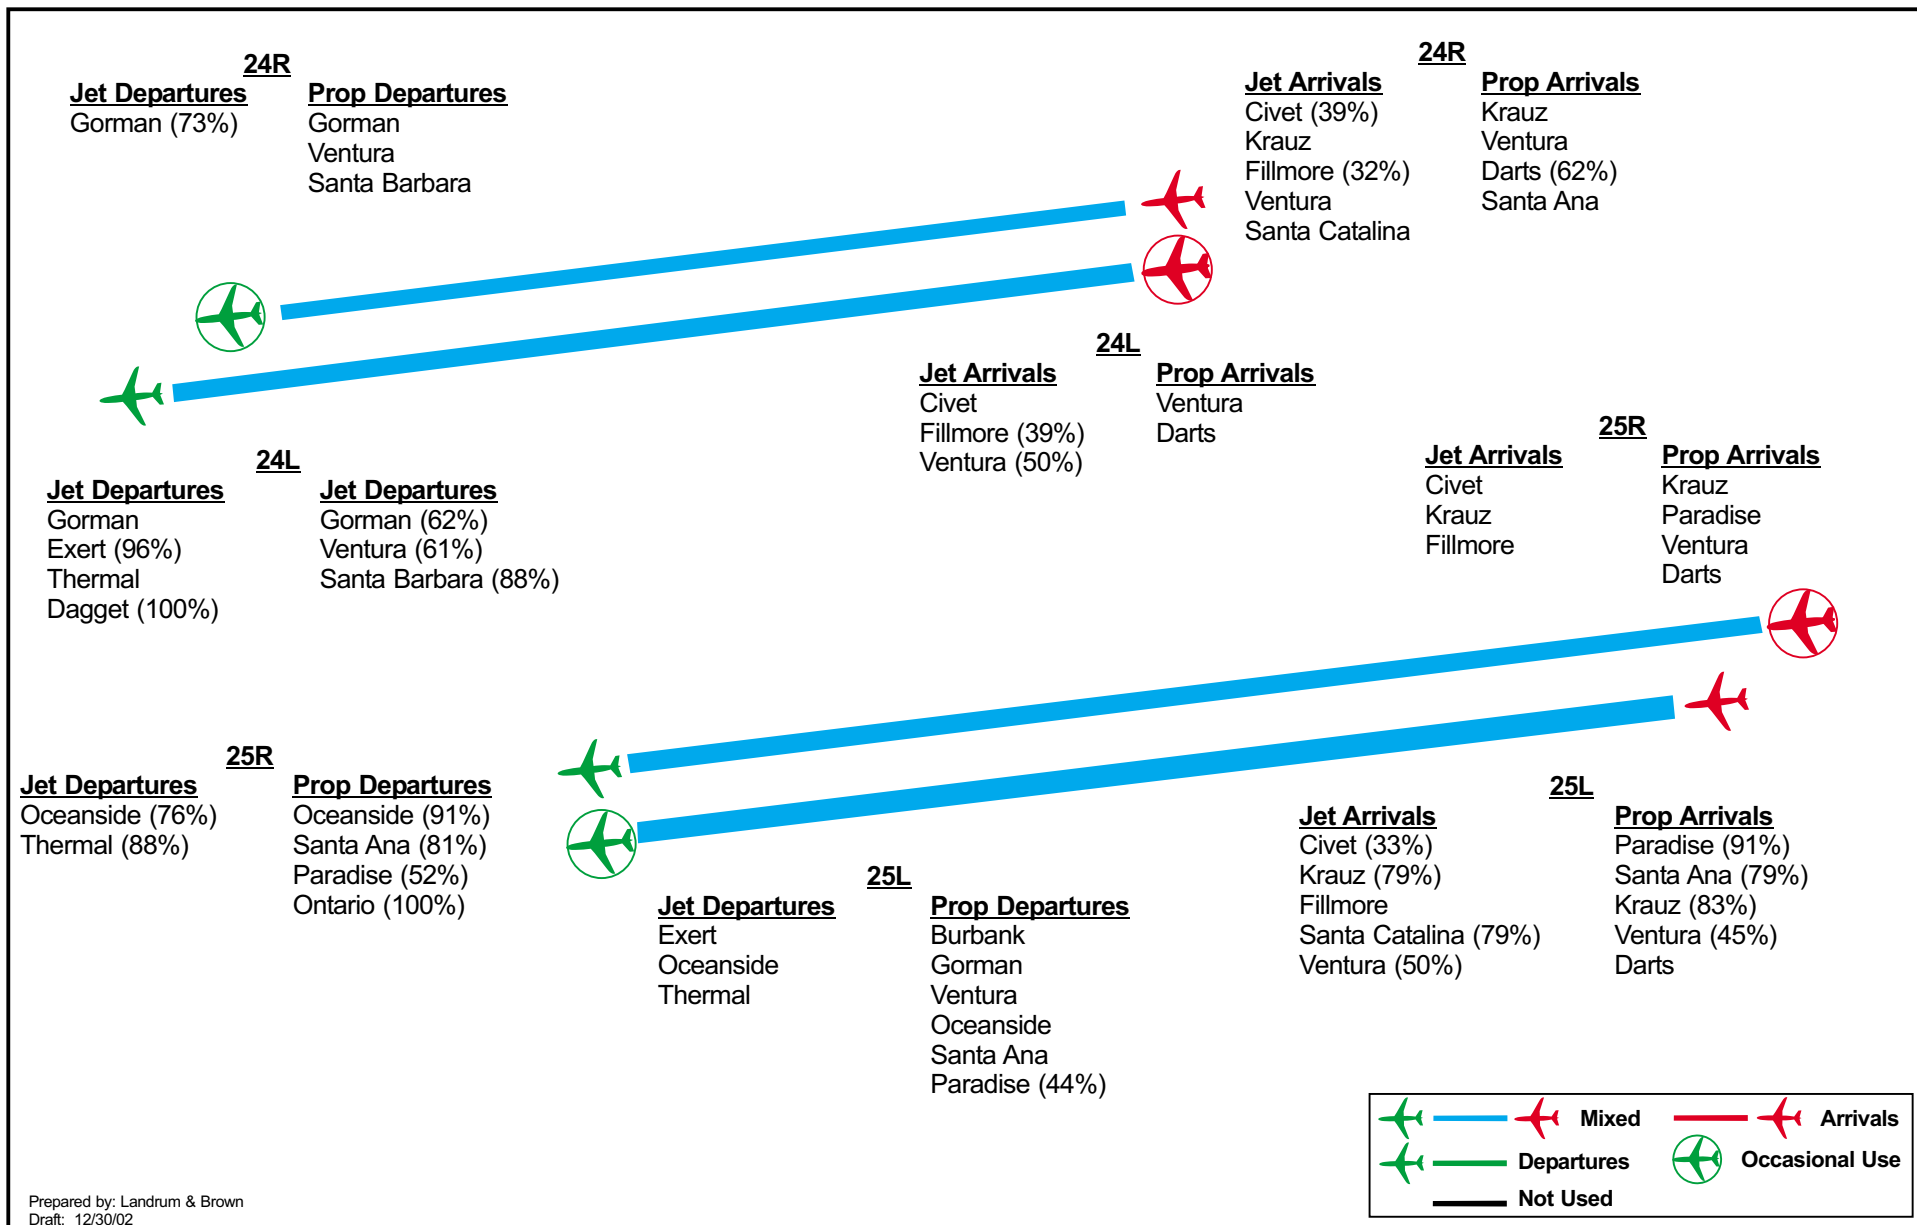 24R
Jet Departures
Gorman (73%)
Prop Departures
Gorman
Ventura
Santa Barbara
24R
Jet Arrivals
Civet (39%)
Krauz
Fillmore (32%)
Ventura
Santa Catalina
Prop Arrivals
Krauz
Ventura
Darts (62%)
Santa Ana
24L
Jet Arrivals
Civet
Fillmore (39%)
Ventura (50%)
Prop Arrivals
Ventura
Darts
24L
Jet Departures
Gorman
Exert (96%)
Thermal
Dagget (100%)
Jet Departures
Gorman (62%)
Ventura (61%)
Santa Barbara (88%)
25R
Jet Arrivals
Civet
Krauz
Fillmore
Prop Arrivals
Krauz
Paradise
Ventura
Darts
25R
Jet Departures
Oceanside (76%)
Thermal (88%)
Prop Departures
Oceanside (91%)
Santa Ana (81%)
Paradise (52%)
Ontario (100%)
25L
Jet Departures
Exert
Oceanside
Thermal
Prop Departures
Burbank
Gorman
Ventura
Oceanside
Santa Ana
Paradise (44%)
25L
Jet Arrivals
Civet (33%)
Krauz (79%)
Fillmore
Santa Catalina (79%)
Ventura (50%)
Prop Arrivals
Paradise (91%)
Santa Ana (79%)
Krauz (83%)
Ventura (45%)
Darts
Mixed
Arrivals
Departures
Occasional Use
Not Used
Prepared by: Landrum & Brown
Draft: 12/30/02